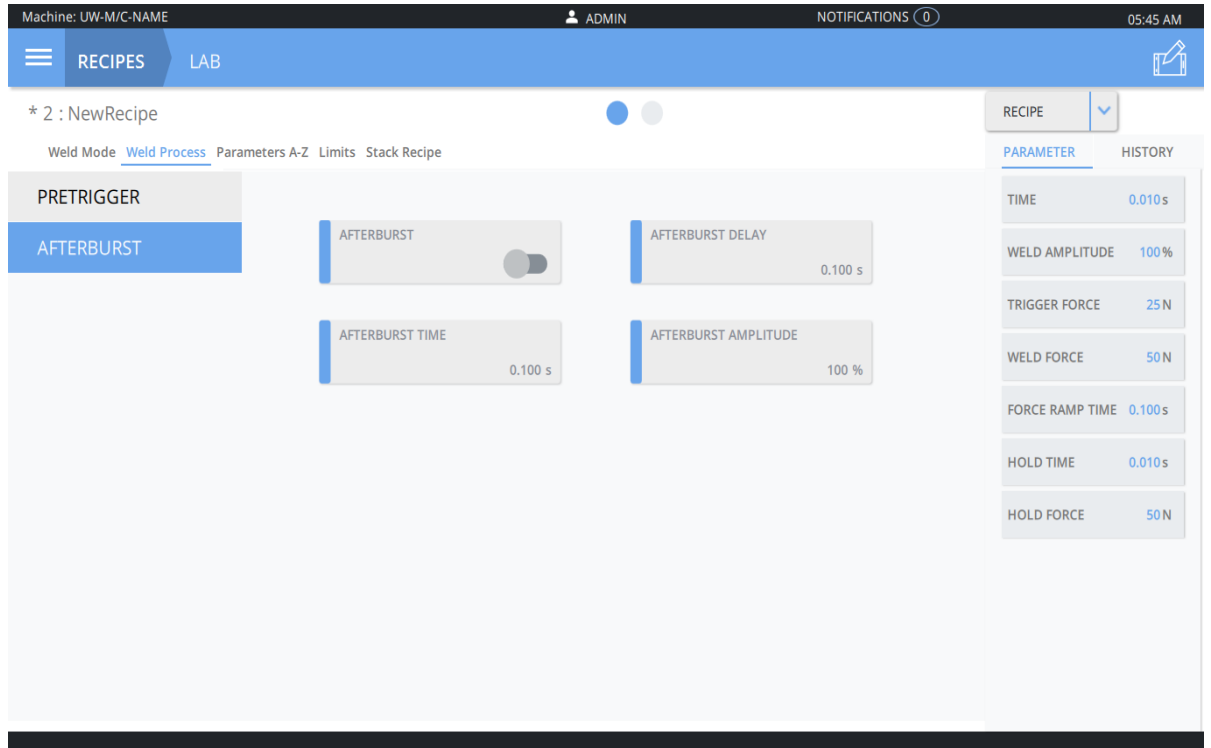 Machine: UW-M/C-NAME ADMIN NOTIFICATIONS 0 05:45 AM
RECIPES LAB
* 2 : NewRecipe
RECIPE
Weld Mode Weld Process Parameters A-Z Limits Stack Recipe
PARAMETER HISTORY
PRETRIGGER
AFTERBURST
AFTERBURST
AFTERBURST DELAY
0.100 s
AFTERBURST TIME
0.100 s
AFTERBURST AMPLITUDE
100 %
TIME 0.010 s
WELD AMPLITUDE 100 %
TRIGGER FORCE 25 N
WELD FORCE 50 N
FORCE RAMP TIME 0.100 s
HOLD TIME 0.010 s
HOLD FORCE 50 N